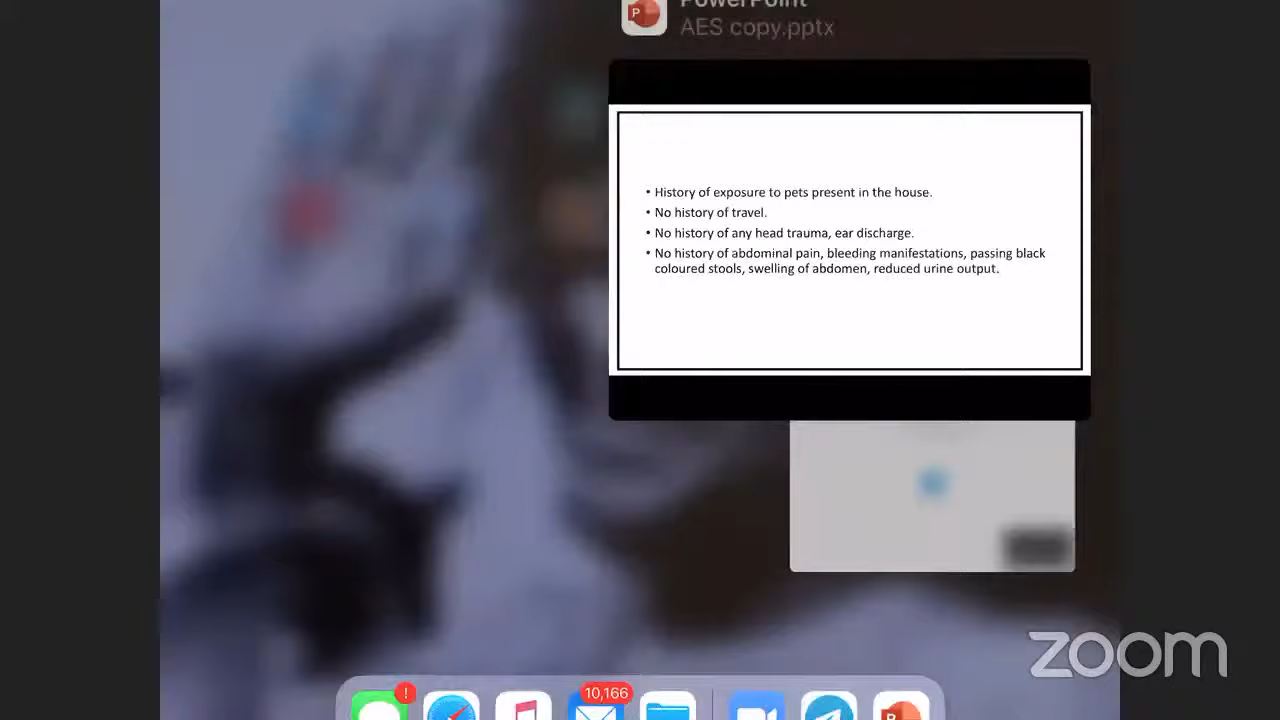 PowerPoint
AES copy.pptx
• History of exposure to pets present in the house.
• No history of travel.
• No history of any head trauma, ear discharge.
• No history of abdominal pain, bleeding manifestations, passing black
coloured stools, swelling of abdomen, reduced urine output.
zoom
!
10,166